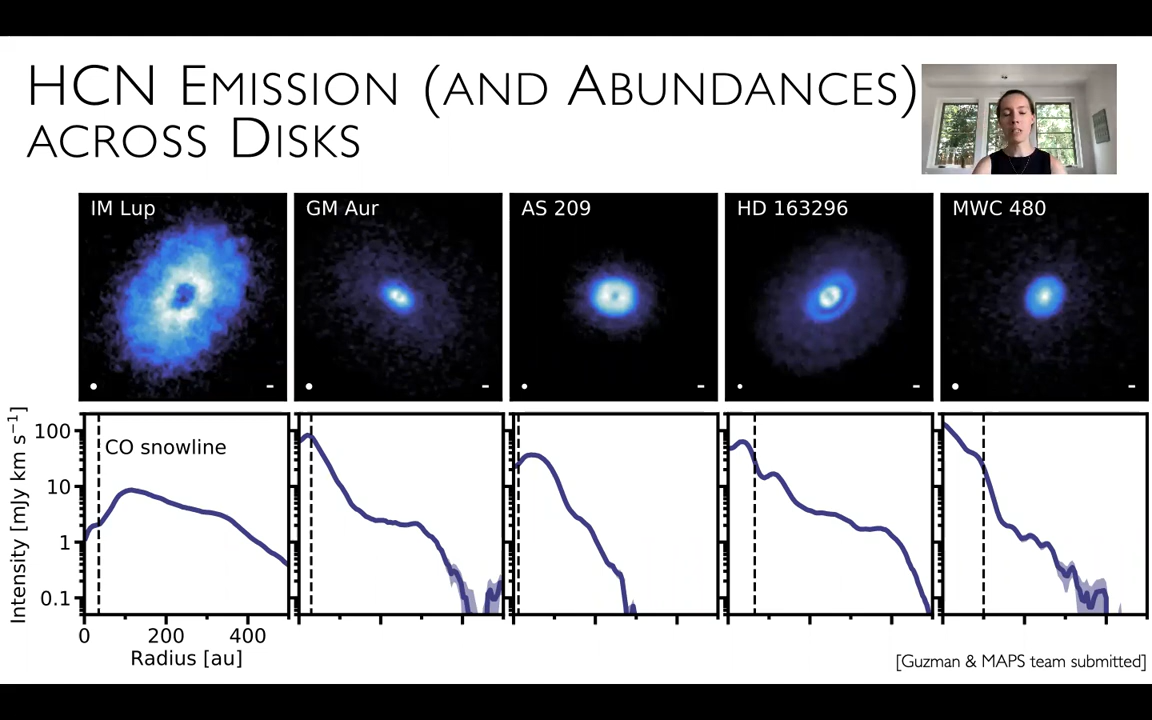 HCN EMISSION (AND ABUNDANCES)
ACROSS DISKS
IM Lup
GM Aur
AS 209
HD 163296
MWC 480
Intensity [mJy km s⁻¹]
100
10
1
0.1
CO snowline
0
200
400
Radius [au]
[Guzman & MAPS team submitted]